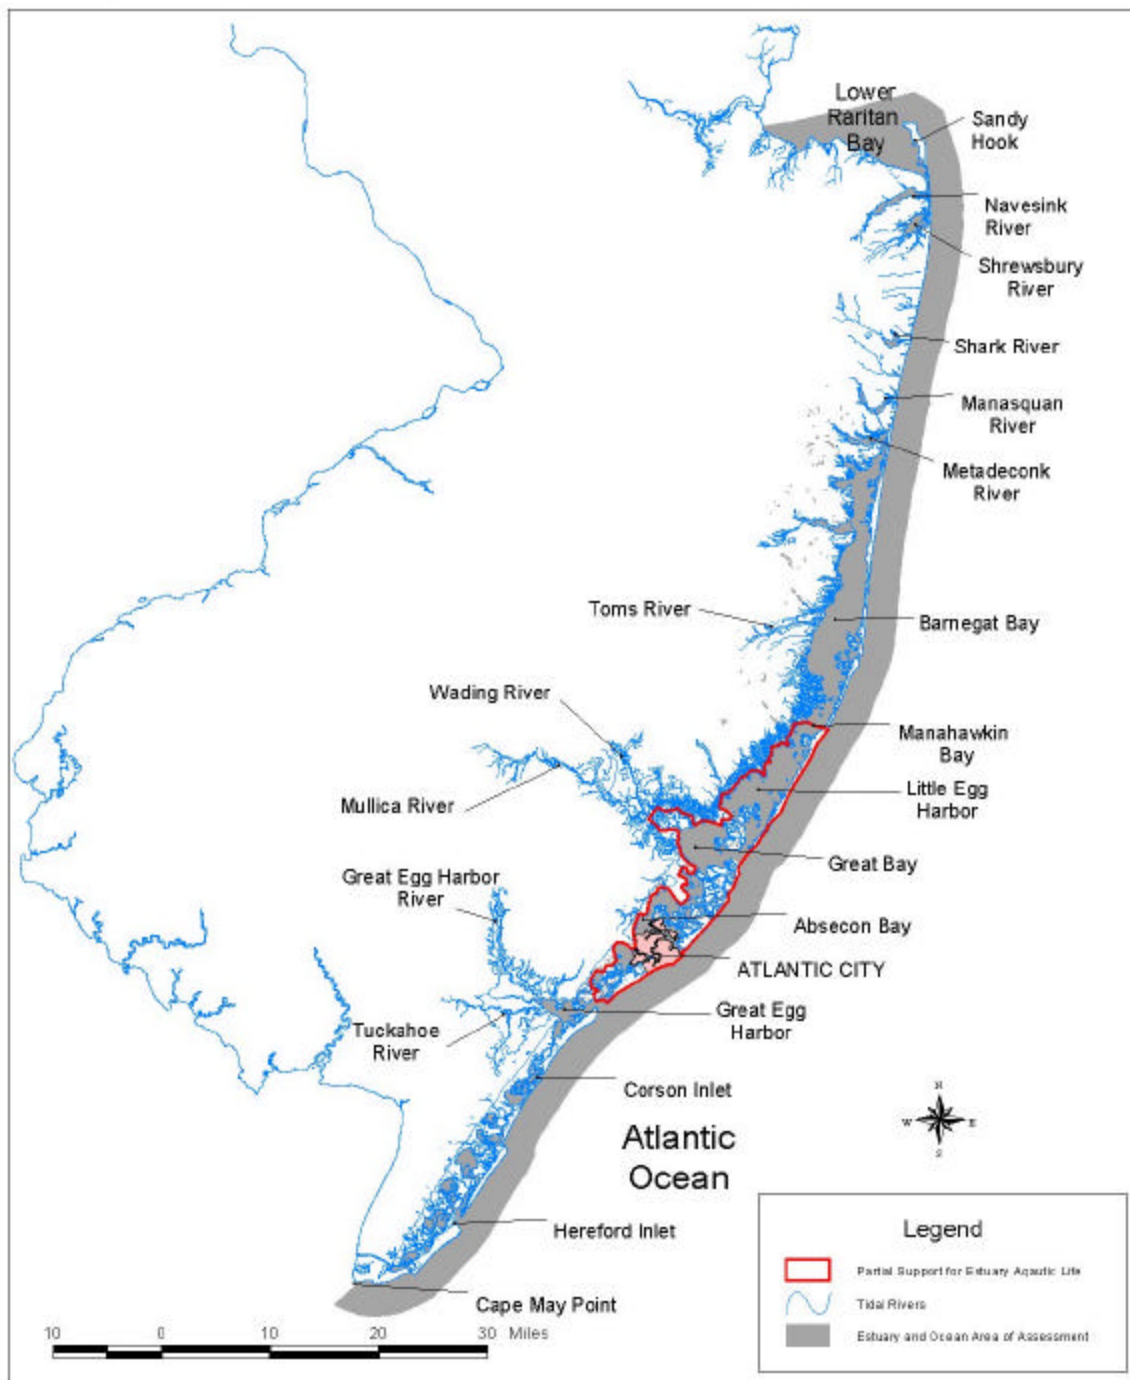 Lower
Raritan
Bay
Sandy
Hook
Navesink
River
Shrewsbury
River
Shark River
Manasquan
River
Metadeconk
River
Toms River
Barnegat Bay
Wading River
Manahawkin
Bay
Mullica River
Little Egg
Harbor
Great Bay
Great Egg Harbor
River
Absecon Bay
ATLANTIC CITY
Great Egg
Harbor
Tuckahoe
River
Corson Inlet
Atlantic
Ocean
N
W
E
S
Hereford Inlet
Cape May Point
10 0 10 20 30 Miles
Legend
Partial Support for Estuary Aqautic Life
Tidal Rivers
Estuary and Ocean Area of Assessment